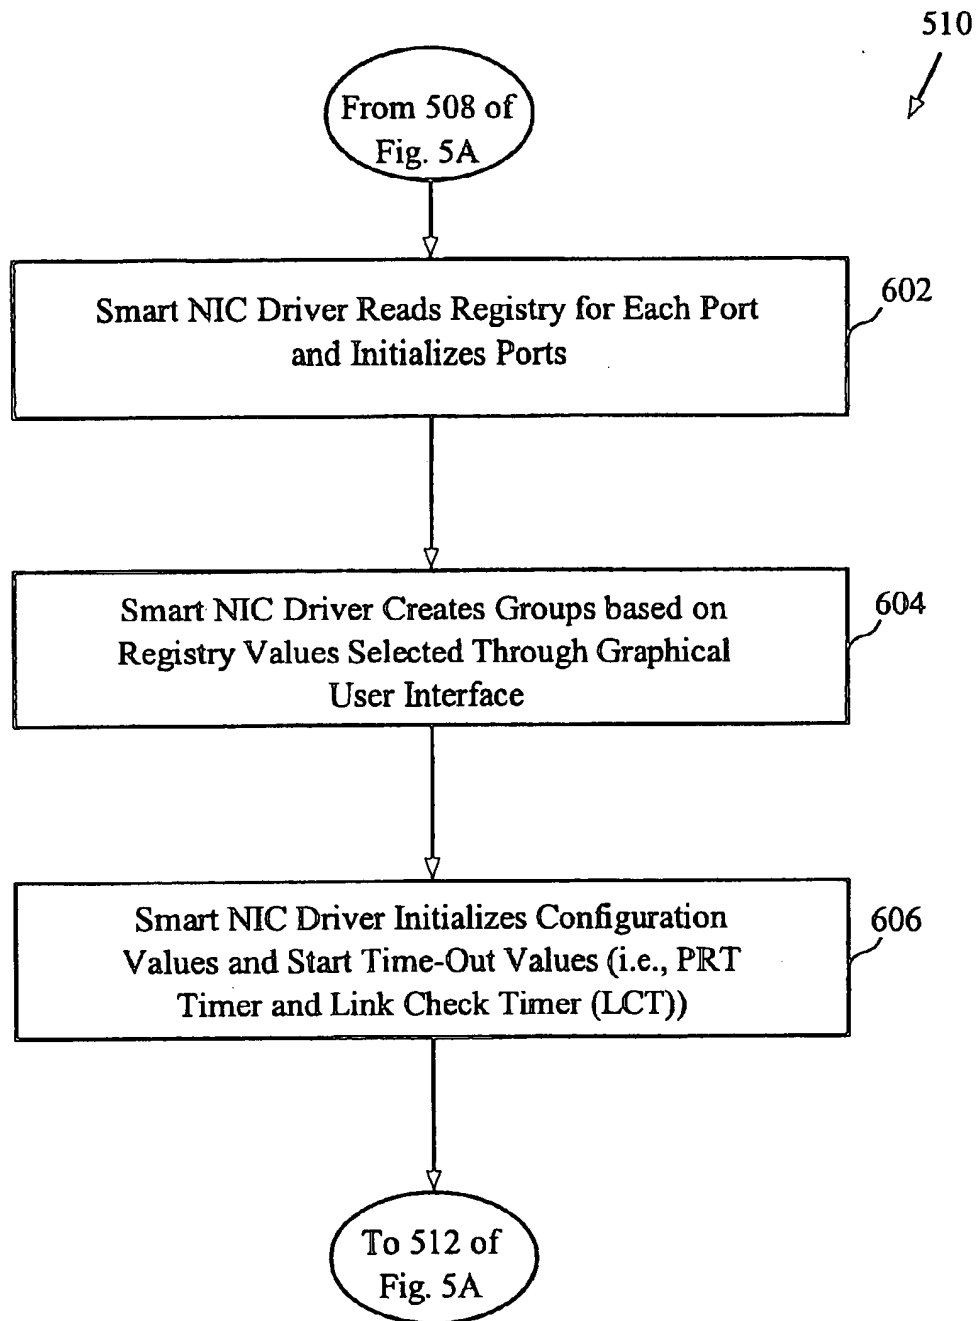 510
From 508 of
Fig. 5A
Smart NIC Driver Reads Registry for Each Port
and Initializes Ports
602
Smart NIC Driver Creates Groups based on
Registry Values Selected Through Graphical
User Interface
604
Smart NIC Driver Initializes Configuration
Values and Start Time-Out Values (i.e., PRT
Timer and Link Check Timer (LCT))
606
To 512 of
Fig. 5A